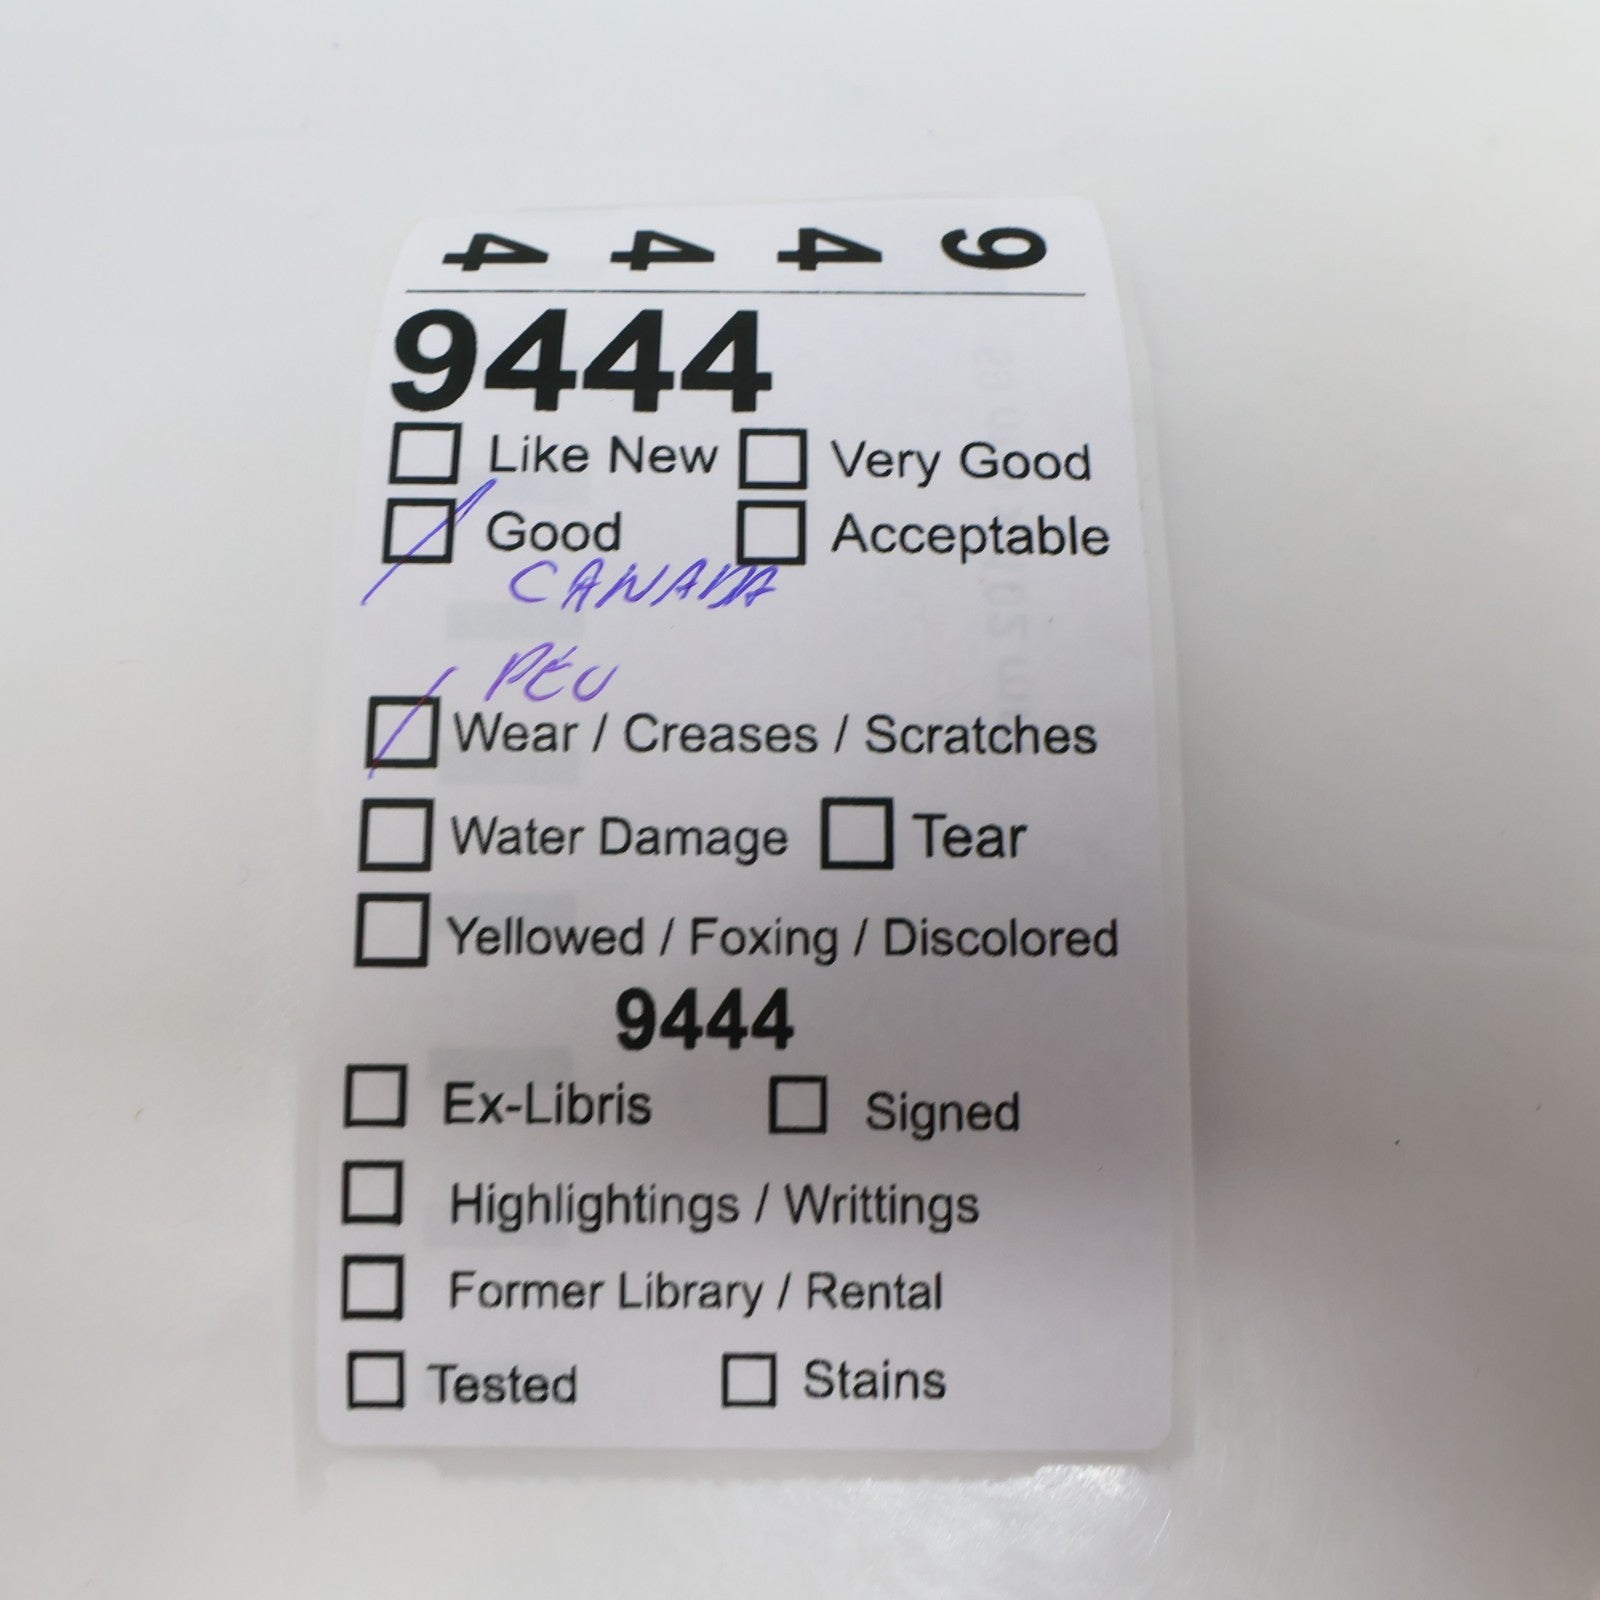 9 4 4 4
9444
☐ Like New ☐ Very Good
☐ Good ☐ Acceptable
CANADA
PEU
☐ Wear / Creases / Scratches
☐ Water Damage ☐ Tear
☐ Yellowed / Foxing / Discolored
9444
☐ Ex-Libris ☐ Signed
☐ Highlightings / Writtings
☐ Former Library / Rental
☐ Tested ☐ Stains